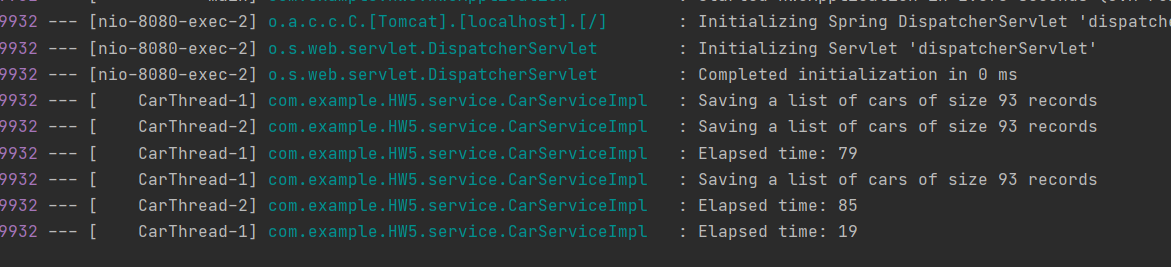 9932 --- [nio-8080-exec-2] o.a.c.c.C.[Tomcat].[localhost].[/]       : Initializing Spring DispatcherServlet
9932 --- [nio-8080-exec-2] o.s.web.servlet.DispatcherServlet        : Initializing Servlet 'dispatcherServlet'
9932 --- [nio-8080-exec-2] o.s.web.servlet.DispatcherServlet        : Completed initialization in 0 ms
9932 --- [    CarThread-1] com.example.HW5.service.CarServiceImpl   : Saving a list of cars of size 93 records
9932 --- [    CarThread-2] com.example.HW5.service.CarServiceImpl   : Saving a list of cars of size 93 records
9932 --- [    CarThread-1] com.example.HW5.service.CarServiceImpl   : Elapsed time: 79
9932 --- [    CarThread-1] com.example.HW5.service.CarServiceImpl   : Saving a list of cars of size 93 records
9932 --- [    CarThread-2] com.example.HW5.service.CarServiceImpl   : Elapsed time: 85
9932 --- [    CarThread-1] com.example.HW5.service.CarServiceImpl   : Elapsed time: 19